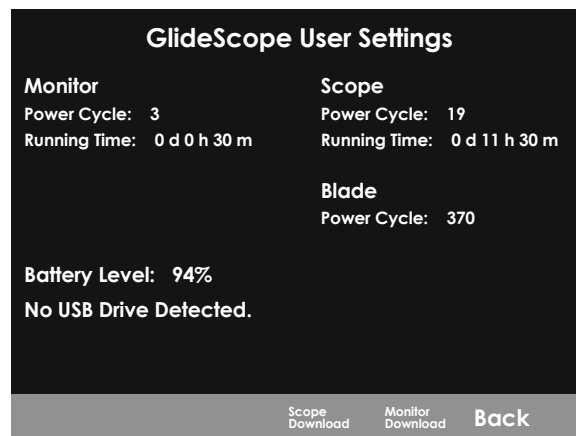 GlideScope User Settings
Monitor
Power Cycle: 3
Running Time: 0 d 0 h 30 m
Scope
Power Cycle: 19
Running Time: 0 d 11 h 30 m
Blade
Power Cycle: 370
Battery Level: 94%
No USB Drive Detected.
Scope
Download
Monitor
Download
Back